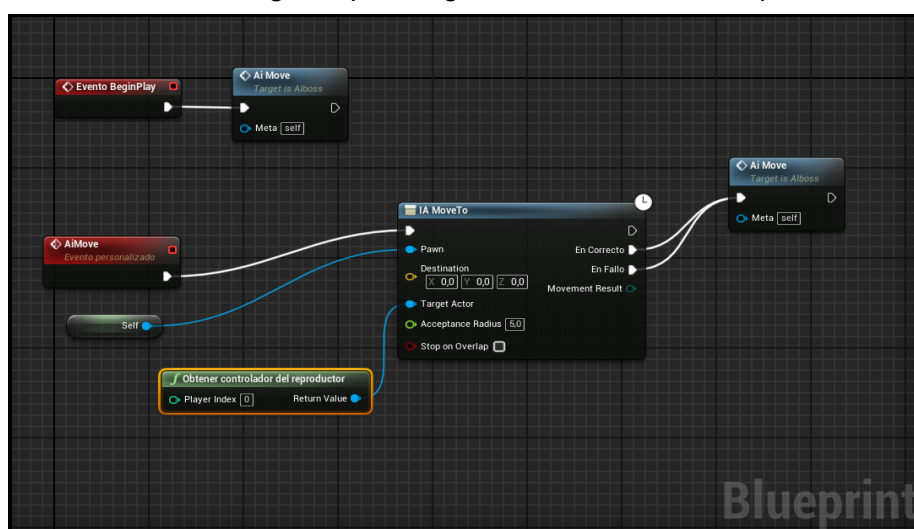 Evento BeginPlay
Ai Move
Target is Alboss
Meta self
Ai Move
Target is Alboss
Meta self
IA MoveTo
Pawn
En Correcto
Destination
X 0,0 Y 0,0 Z 0,0
En Fallo
Movement Result
Target Actor
Acceptance Radius 5,0
Stop on Overlap
AiMove
Evento personalizado
Self
f Obtener controlador del reproductor
Player Index 0
Return Value
Blueprint